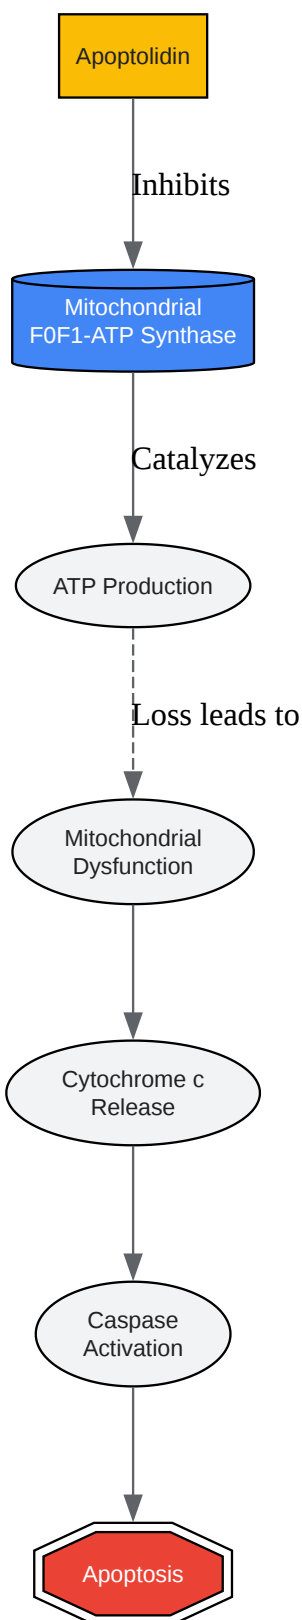 Apoptolidin
Inhibits
Mitochondrial
F0F1-ATP Synthase
Catalyzes
ATP Production
Loss leads to
Mitochondrial
Dysfunction
Cytochrome c
Release
Caspase
Activation
Apoptosis